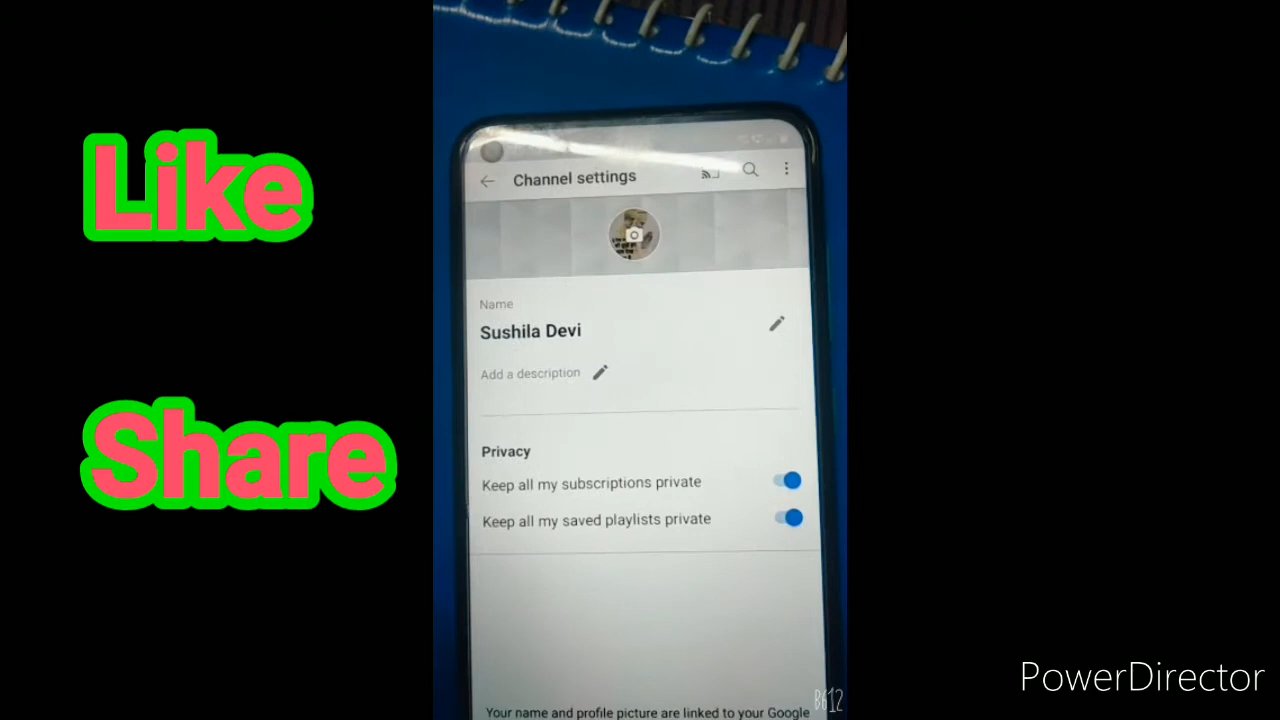 Like
Share
Channel settings
Name
Sushila Devi
Add a description
Privacy
Keep all my subscriptions private
Keep all my saved playlists private
Your name and profile picture are linked to your Google
B612
PowerDirector